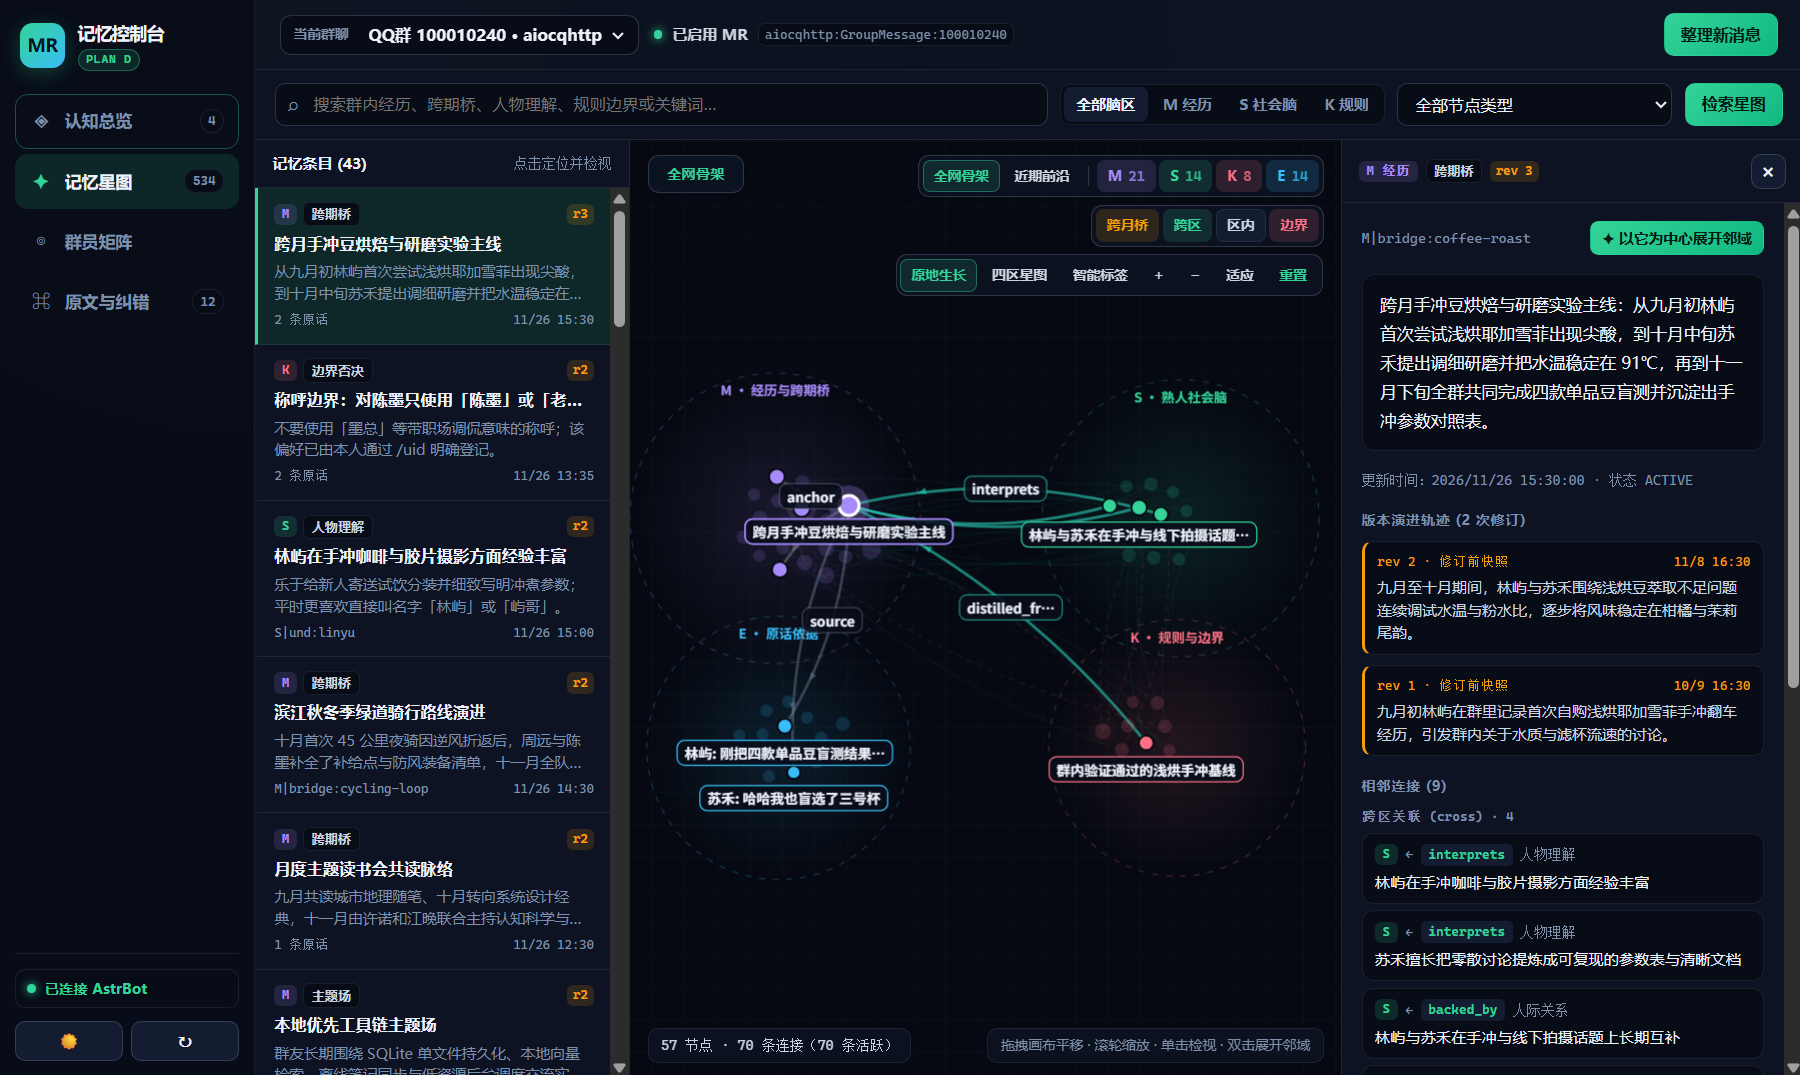 MR
记忆控制台
PLAN D
认知总览
4
记忆星图
534
群员矩阵
原文与纠错
12
已连接 AstrBot
当前群聊
QQ群 100010240 • aiocqhttp
已启用 MR
aiocqhttp:GroupMessage:100010240
整理新消息
搜索群内经历、跨期桥、人物理解、规则边界或关键词...
全部脑区
M 经历
S 社会脑
K 规则
全部节点类型
检索星图
记忆条目 (43)
点击定位并检视
M
跨期桥
r3
跨月手冲豆烘焙与研磨实验主线
从九月初林屿首次尝试浅烘耶加雪菲出现尖酸，
到十月中旬苏禾提出调细研磨并把水温稳定在...
2 条原话
11/26 15:30
K
边界否决
r2
称呼边界：对陈墨只使用「陈墨」或「老...
不要使用「墨总」等带职场调侃意味的称呼；该
偏好已由本人通过 /uid 明确登记。
2 条原话
11/26 13:35
S
人物理解
r2
林屿在手冲咖啡与胶片摄影方面经验丰富
乐于给新人寄送试饮分装并细致写明冲煮参数；
平时更喜欢直接叫名字「林屿」或「屿哥」。
S|und:linyu
11/26 15:00
M
跨期桥
r2
滨江秋冬季绿道骑行路线演进
十月首次 45 公里夜骑因逆风折返后，周远与陈
墨补全了补给点与防风装备清单，十一月全队...
M|bridge:cycling-loop
11/26 14:30
M
跨期桥
r2
月度主题读书会共读脉络
九月共读城市地理随笔、十月转向系统设计经
典，十一月由许诺和江晚联合主持认知科学与...
1 条原话
11/26 12:30
M
主题场
r2
本地优先工具链主题场
群友长期围绕 SQLite 单文件持久化、本地向量
检索、离线笔记同步与低资源后台调度交流实...
全网骨架
全网骨架
近期前沿
M 21
S 14
K 8
E 14
跨月桥
跨区
区内
边界
原地生长
四区星图
智能标签
+
−
适应
重置
M • 经历与跨期桥
S • 熟人社会脑
anchor
interprets
跨月手冲豆烘焙与研磨实验主线
林屿与苏禾在手冲与线下拍摄话题…
distilled_fr…
source
E • 原话依据
K • 规则与边界
林屿: 刚把四款单品豆盲测结果…
群内验证通过的浅烘手冲基线
苏禾: 哈哈我也盲选了三号杯
57 节点 · 70 条连接（70 条活跃）
拖拽画布平移 · 滚轮缩放 · 单击检视 · 双击展开邻域
M 经历
跨期桥
rev 3
×
M|bridge:coffee-roast
✦ 以它为中心展开邻域
跨月手冲豆烘焙与研磨实验主线：从九月初林屿
首次尝试浅烘耶加雪菲出现尖酸，到十月中旬苏
禾提出调细研磨并把水温稳定在 91℃，再到十一
月下旬全群共同完成四款单品豆盲测并沉淀出手
冲参数对照表。
更新时间：2026/11/26 15:30:00 · 状态 ACTIVE
版本演进轨迹 (2 次修订)
rev 2 · 修订前快照
11/8 16:30
九月至十月期间，林屿与苏禾围绕浅烘豆萃取不足问题
连续调试水温与粉水比，逐步将风味稳定在柑橘与茉莉
尾韵。
rev 1 · 修订前快照
10/9 16:30
九月初林屿在群里记录首次自购浅烘耶加雪菲手冲翻车
经历，引发群内关于水质与滤杯流速的讨论。
相邻连接 (9)
跨区关联 (cross) · 4
S ← interprets 人物理解
林屿在手冲咖啡与胶片摄影方面经验丰富
S ← interprets 人物理解
苏禾擅长把零散讨论提炼成可复现的参数表与清晰文档
S ← backed_by 人际关系
林屿与苏禾在手冲与线下拍摄话题上长期互补